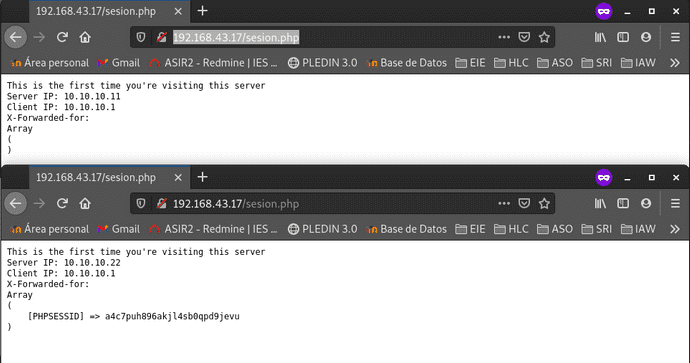 192.168.43.17/sesion.php
192.168.43.17/sesion.php
Área personal Gmail ASIR2 - Redmine | IES ... PLEDIN 3.0 Base de Datos EIE HLC ASO SRI IAW
This is the first time you're visiting this server
Server IP: 10.10.10.11
Client IP: 10.10.10.1
X-Forwarded-for:
Array
(
)
192.168.43.17/sesion.php
192.168.43.17/sesion.php
Área personal Gmail ASIR2 - Redmine | IES ... PLEDIN 3.0 Base de Datos EIE HLC ASO SRI IAW
This is the first time you're visiting this server
Server IP: 10.10.10.22
Client IP: 10.10.10.1
X-Forwarded-for:
Array
(
[PHPSESSID] => a4c7puh896akjl4sb0qpd9jevu
)